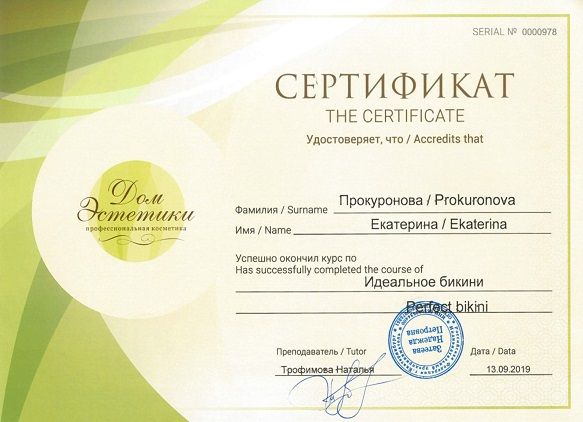 SERIAL № 0000978
СЕРТИФИКАТ
THE CERTIFICATE
Удостоверяет, что / Accredits that
Дом
Эстетики
профессиональная косметика
Фамилия / Surname Прокуронова / Prokuronova
Имя / Name Екатерина / Ekaterina
Успешно окончил курс по
Has successfully completed the course of
Идеальное бикини
Perfect bikini
Затеева
Надежда
Петровна
Преподаватель / Tutor
Дата / Data
Трофимова Наталья
13.09.2019